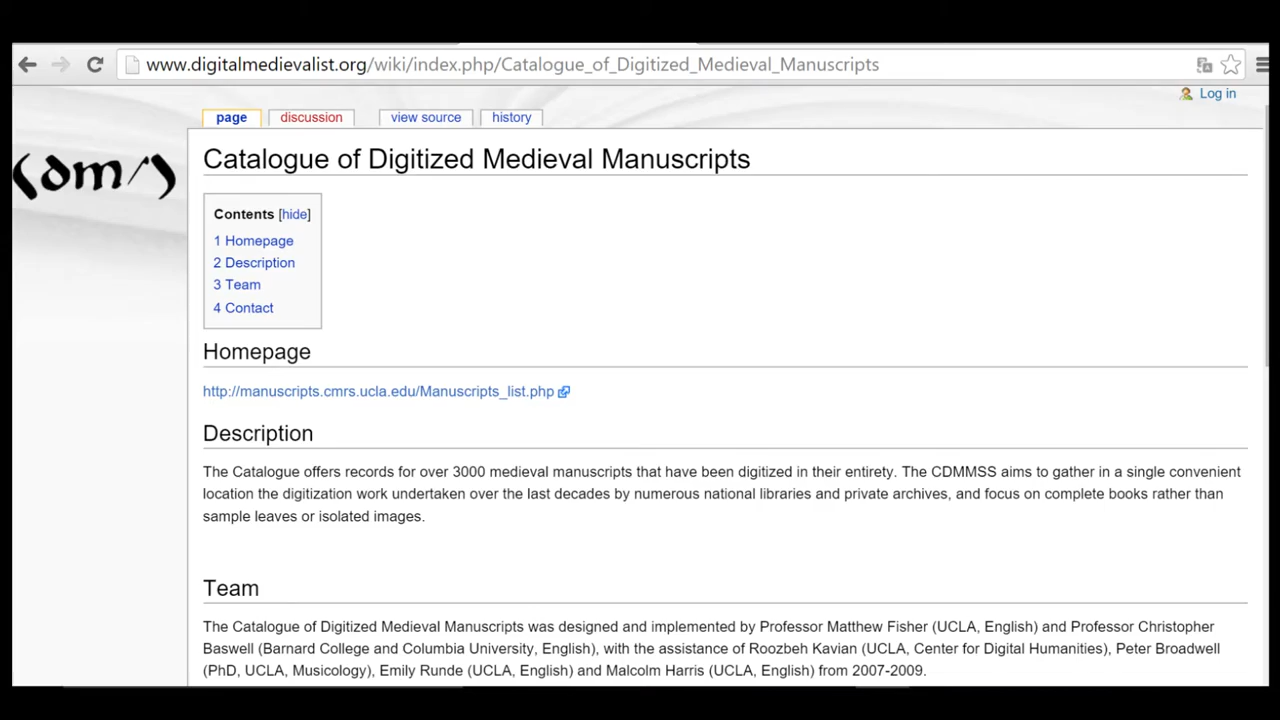 www.digitalmedievalist.org/wiki/index.php/Catalogue_of_Digitized_Medieval_Manuscripts
Log in
page discussion view source history
(dm/)
Catalogue of Digitized Medieval Manuscripts
Contents [hide]
1 Homepage
2 Description
3 Team
4 Contact
Homepage
http://manuscripts.cmrs.ucla.edu/Manuscripts_list.php
Description
The Catalogue offers records for over 3000 medieval manuscripts that have been digitized in their entirety. The CDMMSS aims to gather in a single convenient
location the digitization work undertaken over the last decades by numerous national libraries and private archives, and focus on complete books rather than
sample leaves or isolated images.
Team
The Catalogue of Digitized Medieval Manuscripts was designed and implemented by Professor Matthew Fisher (UCLA, English) and Professor Christopher
Baswell (Barnard College and Columbia University, English), with the assistance of Roozbeh Kavian (UCLA, Center for Digital Humanities), Peter Broadwell
(PhD, UCLA, Musicology), Emily Runde (UCLA, English) and Malcolm Harris (UCLA, English) from 2007-2009.